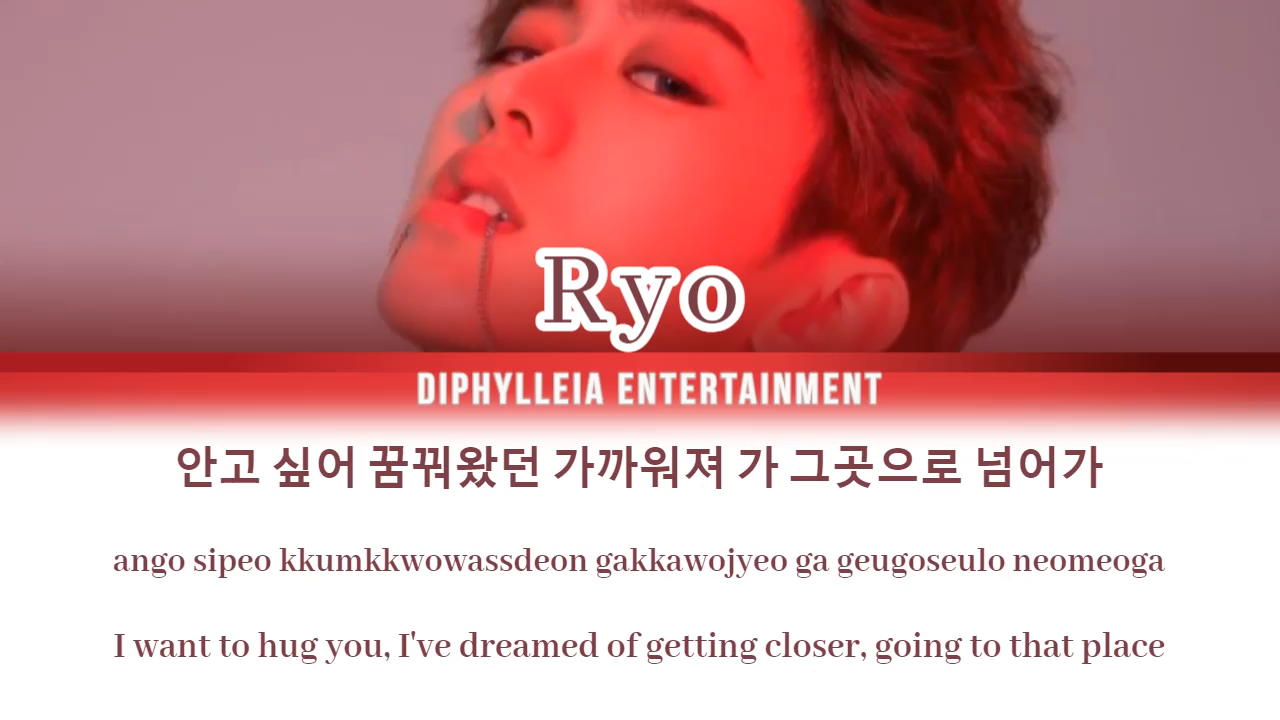 Ryo
DIPHYLLEIA ENTERTAINMENT
안고 싶어 꿈꿔왔던 가까워져 가 그곳으로 넘어가
ango sipeo kkumkkwowassdeon gakkawojyeo ga geugoseulo neomeoga
I want to hug you, I've dreamed of getting closer, going to that place